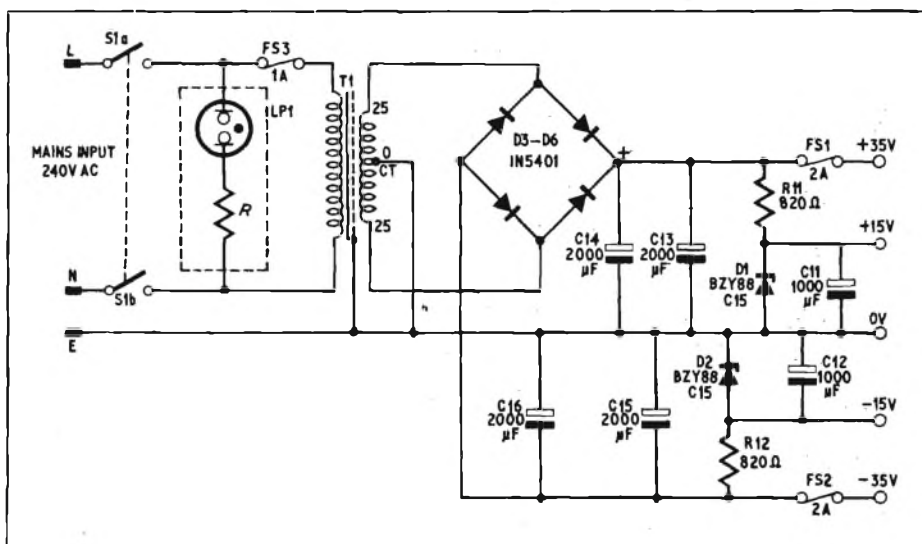 S1a
L
FS3
1A
T1
LP1
25
0
CT
25
MAINS INPUT
240V AC
R
N
S1b
E
D3–D6
IN5401
+
FS1
2A
+35V
R11
820Ω
+15V
C14
2000
µF
C13
2000
µF
D1
BZY88
C15
C11
1000
µF
0V
D2
BZY88
C15
C12
1000
µF
-15V
C16
2000
µF
C15
2000
µF
R12
820Ω
FS2
2A
-35V